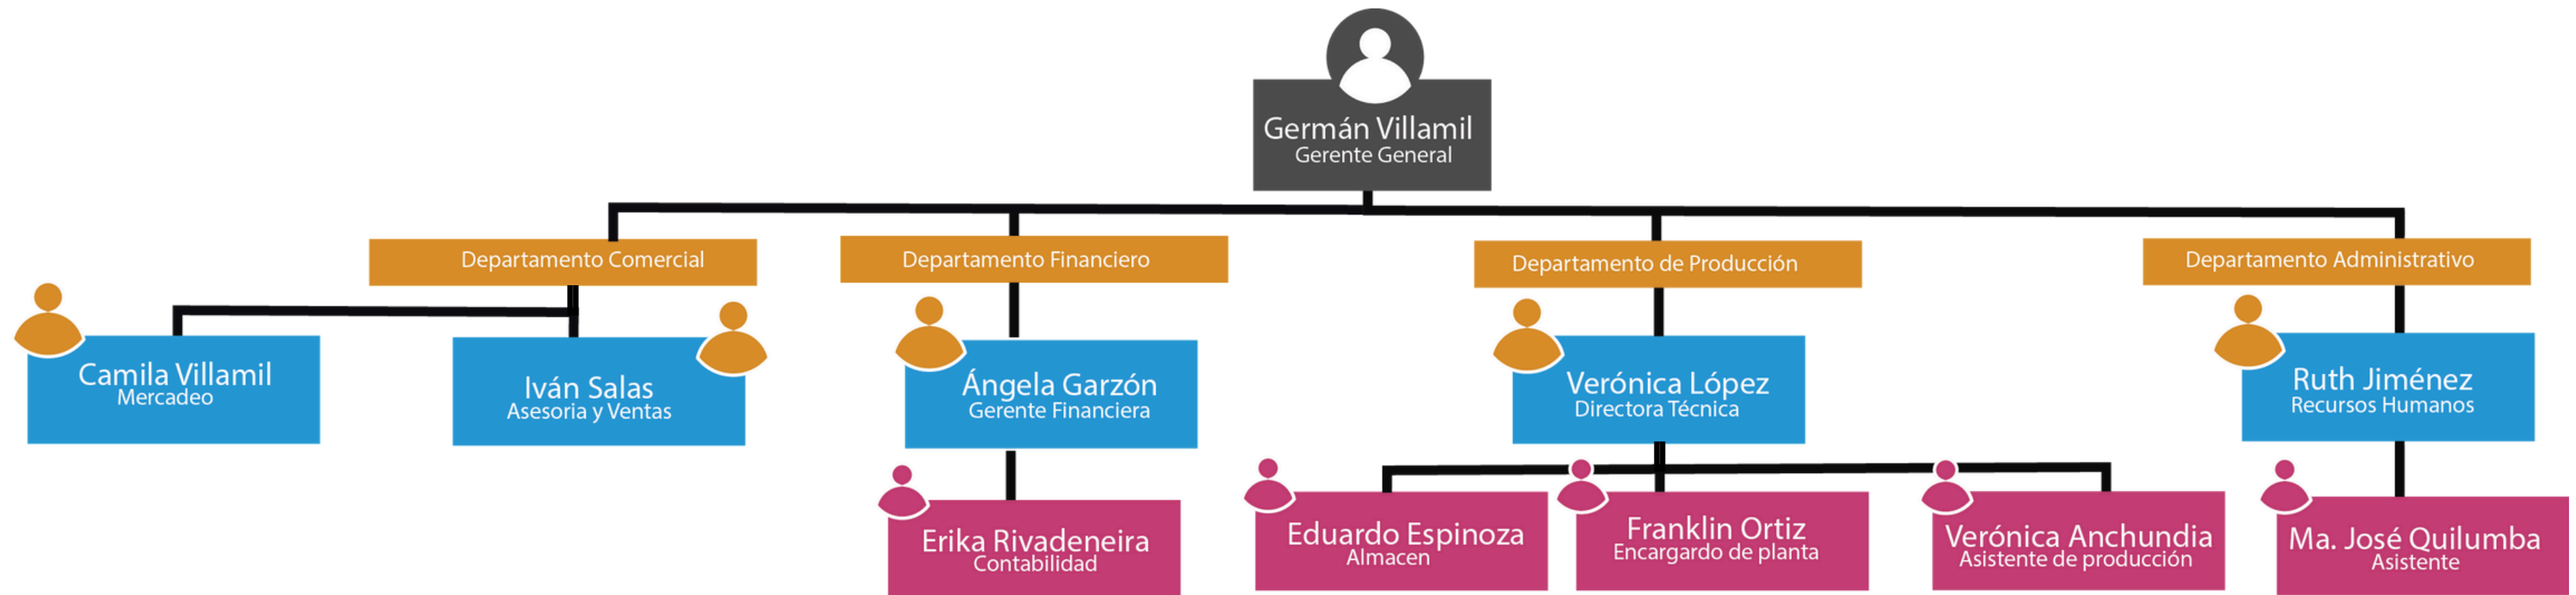 Germán Villamil
Gerente General
Departamento Comercial
Departamento Financiero
Departamento de Producción
Departamento Administrativo
Camila Villamil
Mercadeo
Iván Salas
Asesoria y Ventas
Ángela Garzón
Gerente Financiera
Verónica López
Directora Técnica
Ruth Jiménez
Recursos Humanos
Erika Rivadeneira
Contabilidad
Eduardo Espinoza
Almacen
Franklin Ortiz
Encargardo de planta
Verónica Anchundia
Asistente de producción
Ma. José Quilumba
Asistente